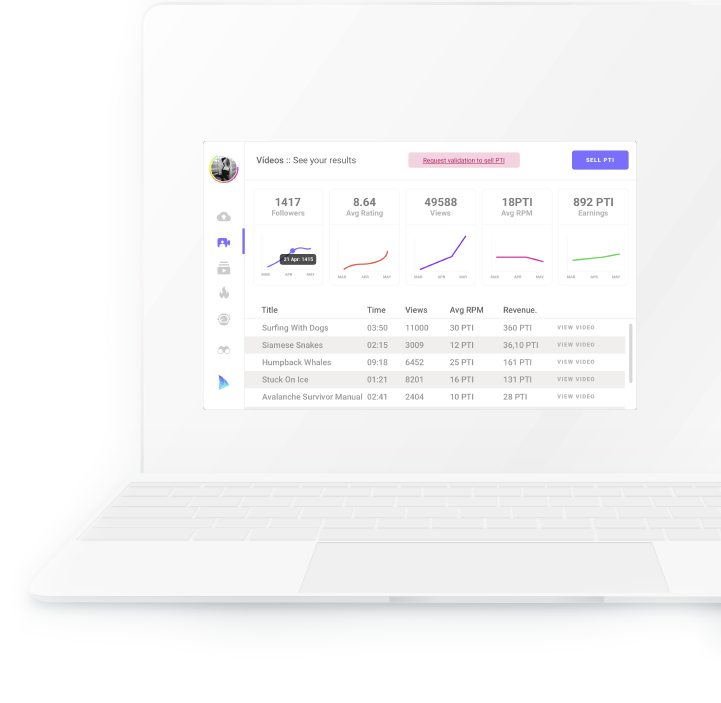 Vídeos :: See your results
Request validation to sell PTI
SELL PTI
1417
Followers
8.64
Avg Rating
49588
Views
18PTI
Avg RPM
892 PTI
Earnings
21 Apr: 1415
MAR APR MAY
MAR APR MAY
MAR APR MAY
MAR APR MAY
MAR APR MAY
Title Time Views Avg RPM Revenue.
Surfing With Dogs 03:50 11000 30 PTI 360 PTI VIEW VIDEO
Siamese Snakes 02:15 3009 12 PTI 36,10 PTI VIEW VIDEO
Humpback Whales 09:18 6452 25 PTI 161 PTI VIEW VIDEO
Stuck On Ice 01:21 8201 16 PTI 131 PTI VIEW VIDEO
Avalanche Survivor Manual 02:41 2404 10 PTI 28 PTI VIEW VIDEO